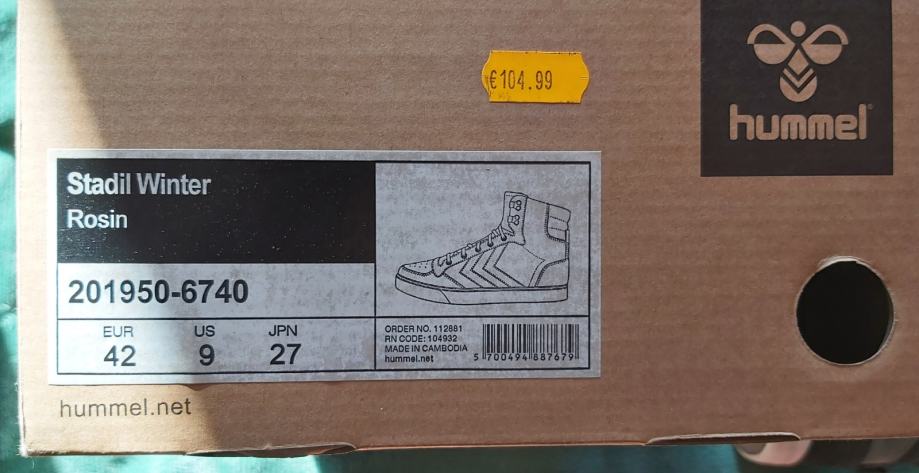 €104.99
hummel®
Stadil Winter
Rosin
201950-6740
EUR US JPN
42 9 27
ORDER NO. 112881
RN CODE: 104932
MADE IN CAMBODIA
hummel.net
5 700494 887679
hummel.net